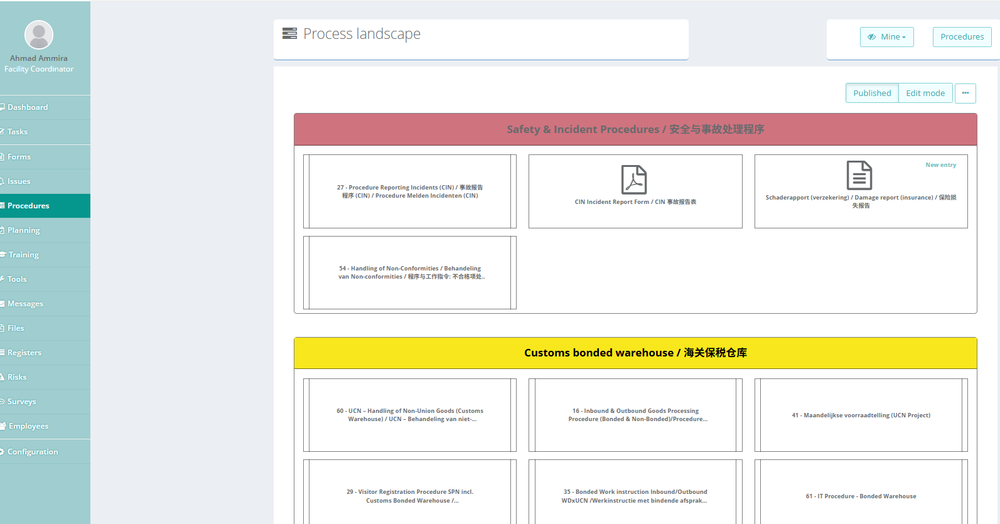 Ahmad Ammira
Facility Coordinator
Dashboard
Tasks
Forms
Issues
Procedures
Planning
Training
Tools
Messages
Files
Registers
Risks
Surveys
Employees
Configuration
Process landscape
Mine
Procedures
Published
Edit mode
Safety & Incident Procedures / 安全与事故处理程序
27 - Procedure Reporting Incidents (CIN) / 事故报告
程序 (CIN) / Procedure Melden Incidenten (CIN)
CIN Incident Report Form / CIN 事故报告表
New entry
Schaderapport (verzekering) / Damage report (insurance) / 保险损
失报告
54 - Handling of Non-Conformities / Behandeling
van Non-conformities / 程序与工作指令: 不合格项处..
Customs bonded warehouse / 海关保税仓库
60 - UCN – Handling of Non-Union Goods (Customs
Warehouse) / UCN – Behandeling van niet-...
16 - Inbound & Outbound Goods Processing
Procedure (Bonded & Non-Bonded)/Procedure...
41 - Maandelijkse voorraadtelling (UCN Project)
29 - Visitor Registration Procedure SPN incl.
Customs Bonded Warehouse /...
35 - Bonded Work instruction Inbound/Outbound
WDxUCN /Werkinstructie met bindende afsprak...
61 - IT Procedure - Bonded Warehouse